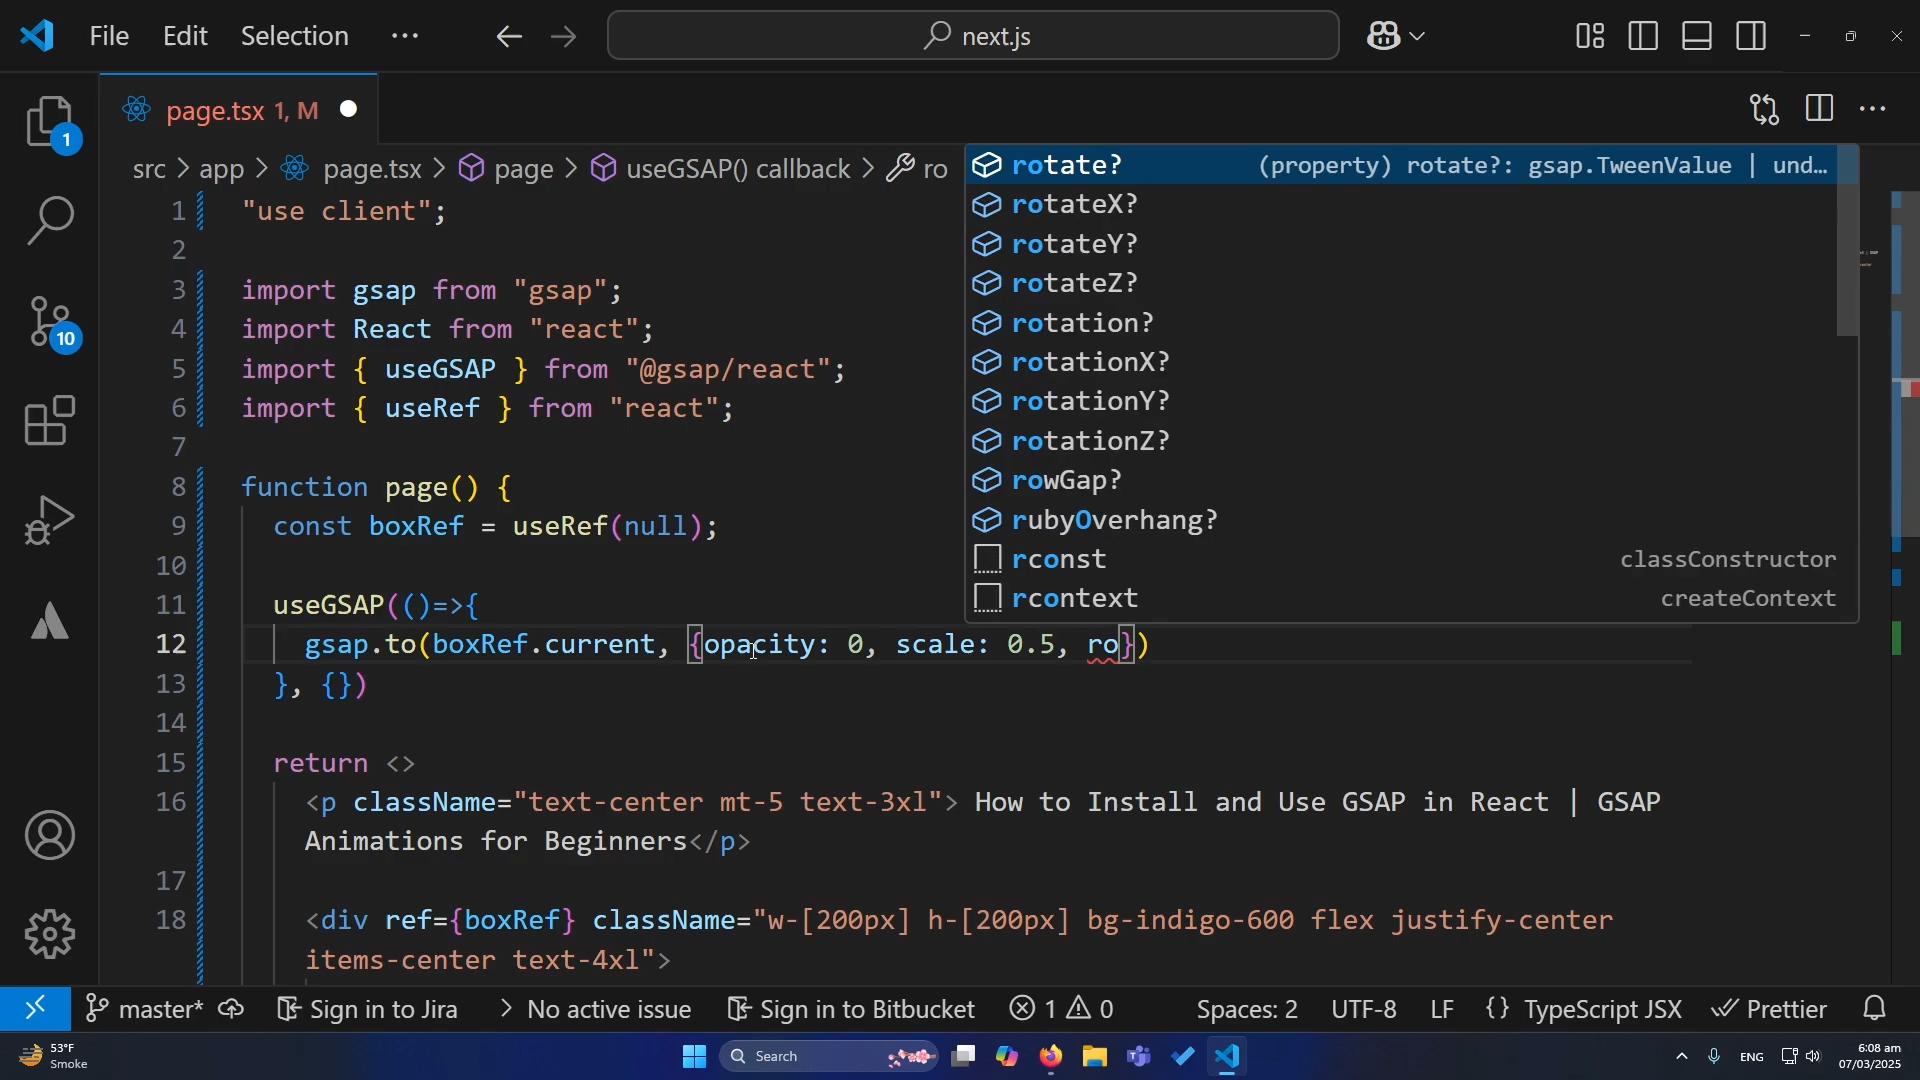 File Edit Selection ··· next.js
page.tsx 1, M
src > app > page.tsx > page > useGSAP() callback > ro
1 "use client";
2
3 import gsap from "gsap";
4 import React from "react";
5 import { useGSAP } from "@gsap/react";
6 import { useRef } from "react";
7
8 function page() {
9 const boxRef = useRef(null);
10
11 useGSAP(()=>{
12 gsap.to(boxRef.current, {opacity: 0, scale: 0.5, ro})
13 }, {})
14
15 return <>
16 <p className="text-center mt-5 text-3xl"> How to Install and Use GSAP in React | GSAP
Animations for Beginners</p>
17
18 <div ref={boxRef} className="w-[200px] h-[200px] bg-indigo-600 flex justify-center
items-center text-4xl">
rotate? (property) rotate?: gsap.TweenValue | und…
rotateX?
rotateY?
rotateZ?
rotation?
rotationX?
rotationY?
rotationZ?
rowGap?
rubyOverhang?
rconst classConstructor
rcontext createContext
1
10
master* Sign in to Jira > No active issue Sign in to Bitbucket 1 0 Spaces: 2 UTF-8 LF {} TypeScript JSX Prettier
53°F
Smoke
Search
ENG
6:08 am
07/03/2025